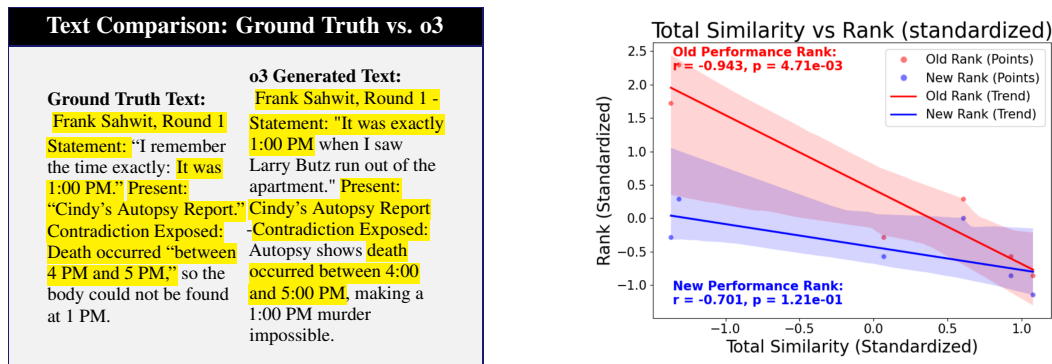 Text Comparison: Ground Truth vs. o3
Ground Truth Text:
Frank Sahwit, Round 1
Statement: “I remember
the time exactly: It was
1:00 PM.” Present:
“Cindy’s Autopsy Report.”
Contradiction Exposed:
Death occurred “between
4 PM and 5 PM,” so the
body could not be found
at 1 PM.
o3 Generated Text:
Frank Sahwit, Round 1 -
Statement: "It was exactly
1:00 PM when I saw
Larry Butz run out of the
apartment." Present:
Cindy’s Autopsy Report
-Contradiction Exposed:
Autopsy shows death
occurred between 4:00
and 5:00 PM, making a
1:00 PM murder
impossible.
Total Similarity vs Rank (standardized)
Old Performance Rank:
r = -0.943, p = 4.71e-03
Old Rank (Points)
New Rank (Points)
Old Rank (Trend)
New Rank (Trend)
Rank (Standardized)
2.5
2.0
1.5
1.0
0.5
0.0
−0.5
−1.0
New Performance Rank:
r = -0.701, p = 1.21e-01
−1.0
−0.5
0.0
0.5
1.0
Total Similarity (Standardized)